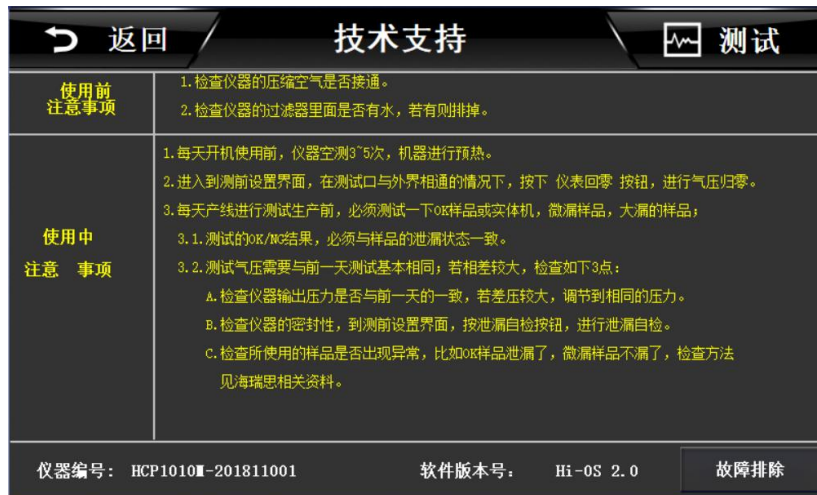 返回
技术支持
测试
使用前
注意事项
1.检查仪器的压缩空气是否接通。
2.检查仪器的过滤器里面是否有水，若有则排掉。
使用中
注意 事项
1.每天开机使用前，仪器空测3~5次，机器进行预热。
2.进入到测前设置界面，在测试口与外界相通的情况下，按下 仪表回零 按钮，进行气压归零。
3.每天产线进行测试生产前，必须测试一下OK样品或实体机，微漏样品，大漏的样品；
3.1.测试的OK/NG结果，必须与样品的泄漏状态一致。
3.2.测试气压需要与前一天测试基本相同；若相差较大，检查如下3点：
A.检查仪器输出压力是否与前一天的一致，若差压较大，调节到相同的压力。
B.检查仪器的密封性，到测前设置界面，按泄漏自检按钮，进行泄漏自检。
C.检查所使用的样品是否出现异常，比如OK样品泄漏了，微漏样品不漏了，检查方法
见海瑞思相关资料。
仪器编号： HCP1010M-201811001
软件版本号： Hi-OS 2.0
故障排除